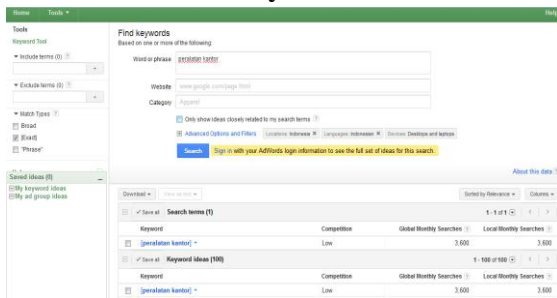 Home Tools Help
Tools
Keyword Tool
Include terms (0) ?
Exclude terms (0) ?
Match Types ?
Broad
[Exact]
"Phrase"
Saved ideas (0)
My keyword ideas
My ad group ideas
Find keywords
Based on one or more of the following:
Word or phrase peralatan kantor
Website www.google.com/page.html
Category Apparel
Only show ideas closely related to my search terms ?
Advanced Options and Filters Locations: Indonesia × Languages: Indonesian × Devices: Desktops and laptops
Search Sign in with your AdWords login information to see the full set of ideas for this search.
About this data ?
Download Sorted by Relevance Columns
Save all Search terms (1) 1 - 1 of 1
Keyword Competition Global Monthly Searches ? Local Monthly Searches ?
[peralatan kantor] Low 3.600 3.600
Save all Keyword ideas (100) 1 - 100 of 100
Keyword Competition Global Monthly Searches ? Local Monthly Searches ?
[peralatan kantor] Low 3.600 3.600